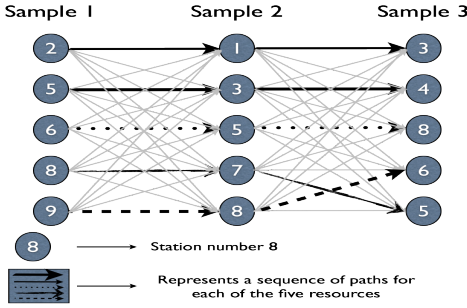 Sample 1 Sample 2 Sample 3
2 1 3
5 3 4
6 5 8
8 7 6
9 8 5
8 Station number 8
Represents a sequence of paths for
each of the five resources